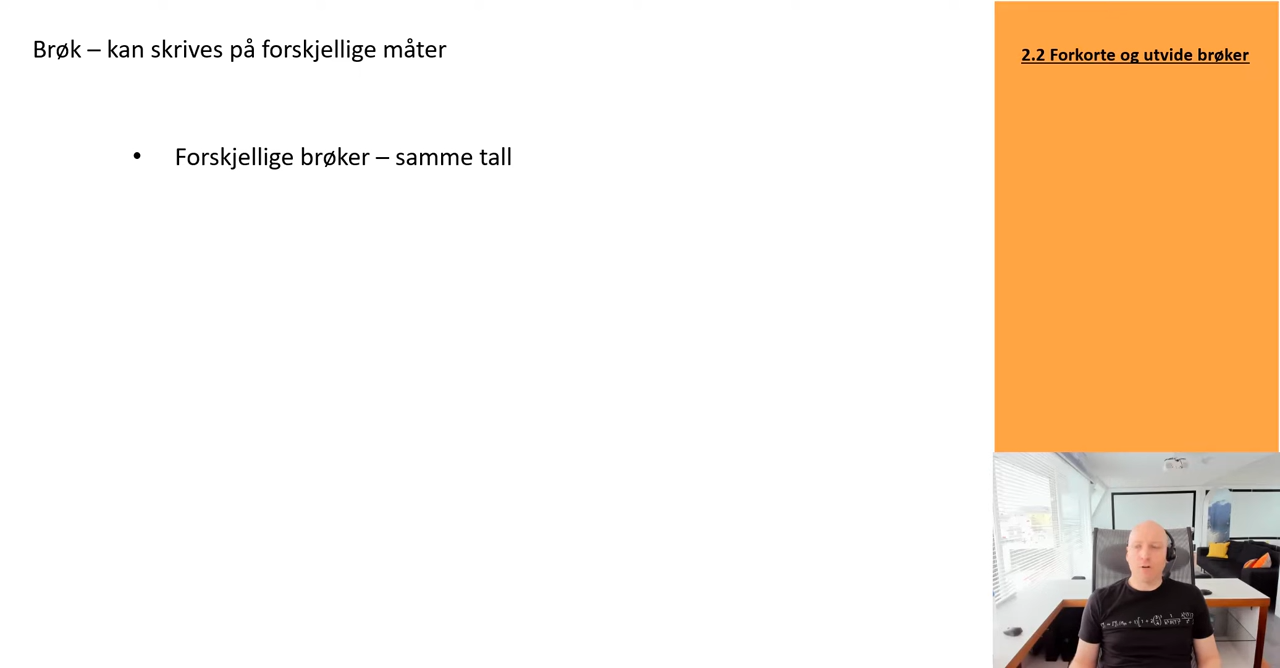 Brøk – kan skrives på forskjellige måter
• Forskjellige brøker – samme tall
2.2 Forkorte og utvide brøker